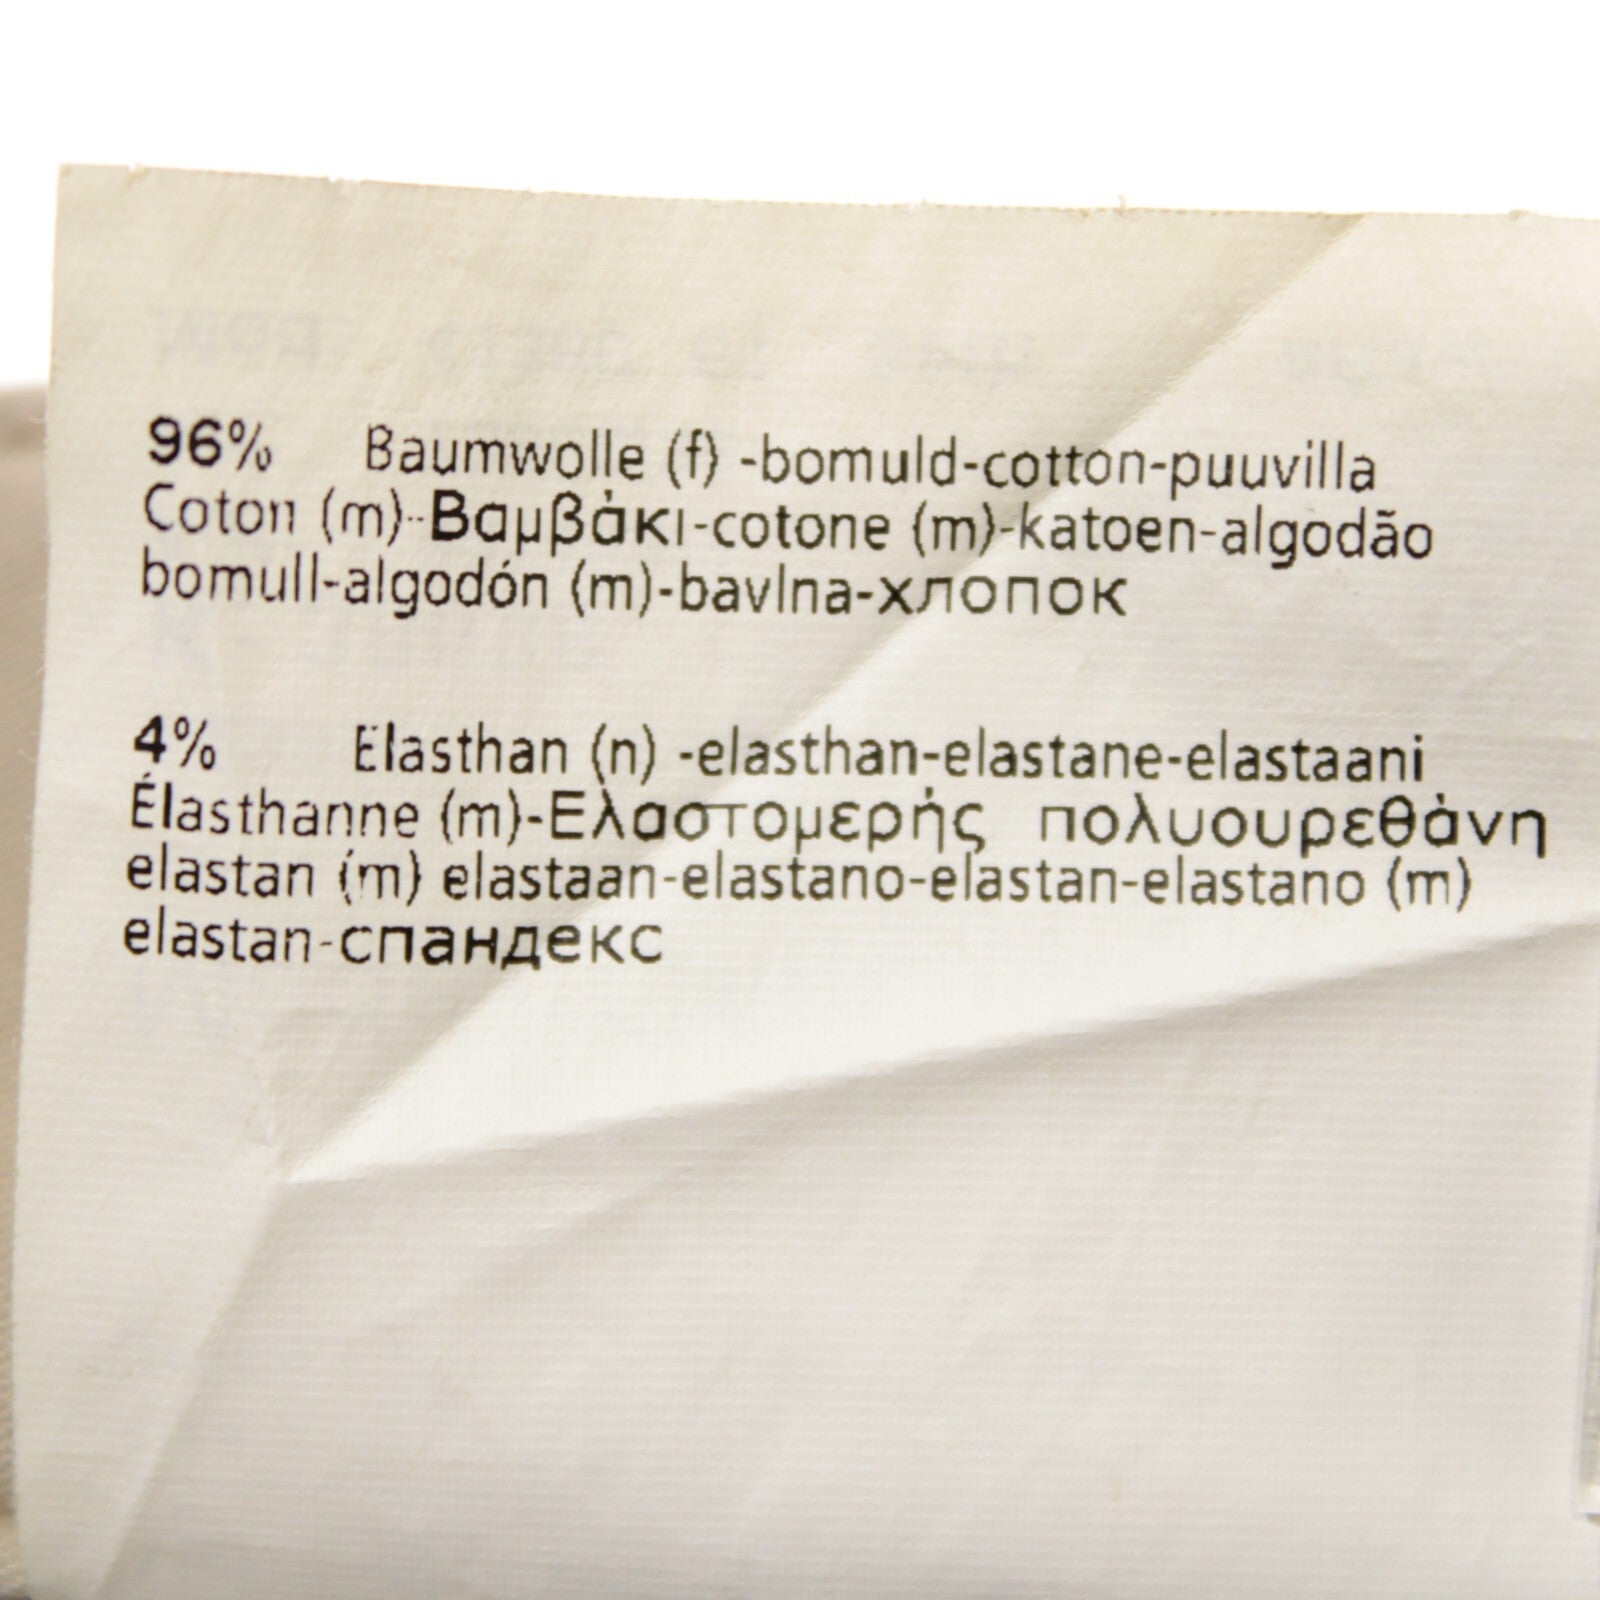 96% Baumwolle (f) -bomuld-cotton-puuvilla
Coton (m)-Βαμβάκι-cotone (m)-katoen-algodão
bomull-algodón (m)-bavlna-хлопок
4% Elasthan (n) -elasthan-elastane-elastaani
Élasthanne (m)-Ελαστομερής πολυουρεθάνη
elastan (m) elastaan-elastano-elastan-elastano (m)
elastan-спандекс